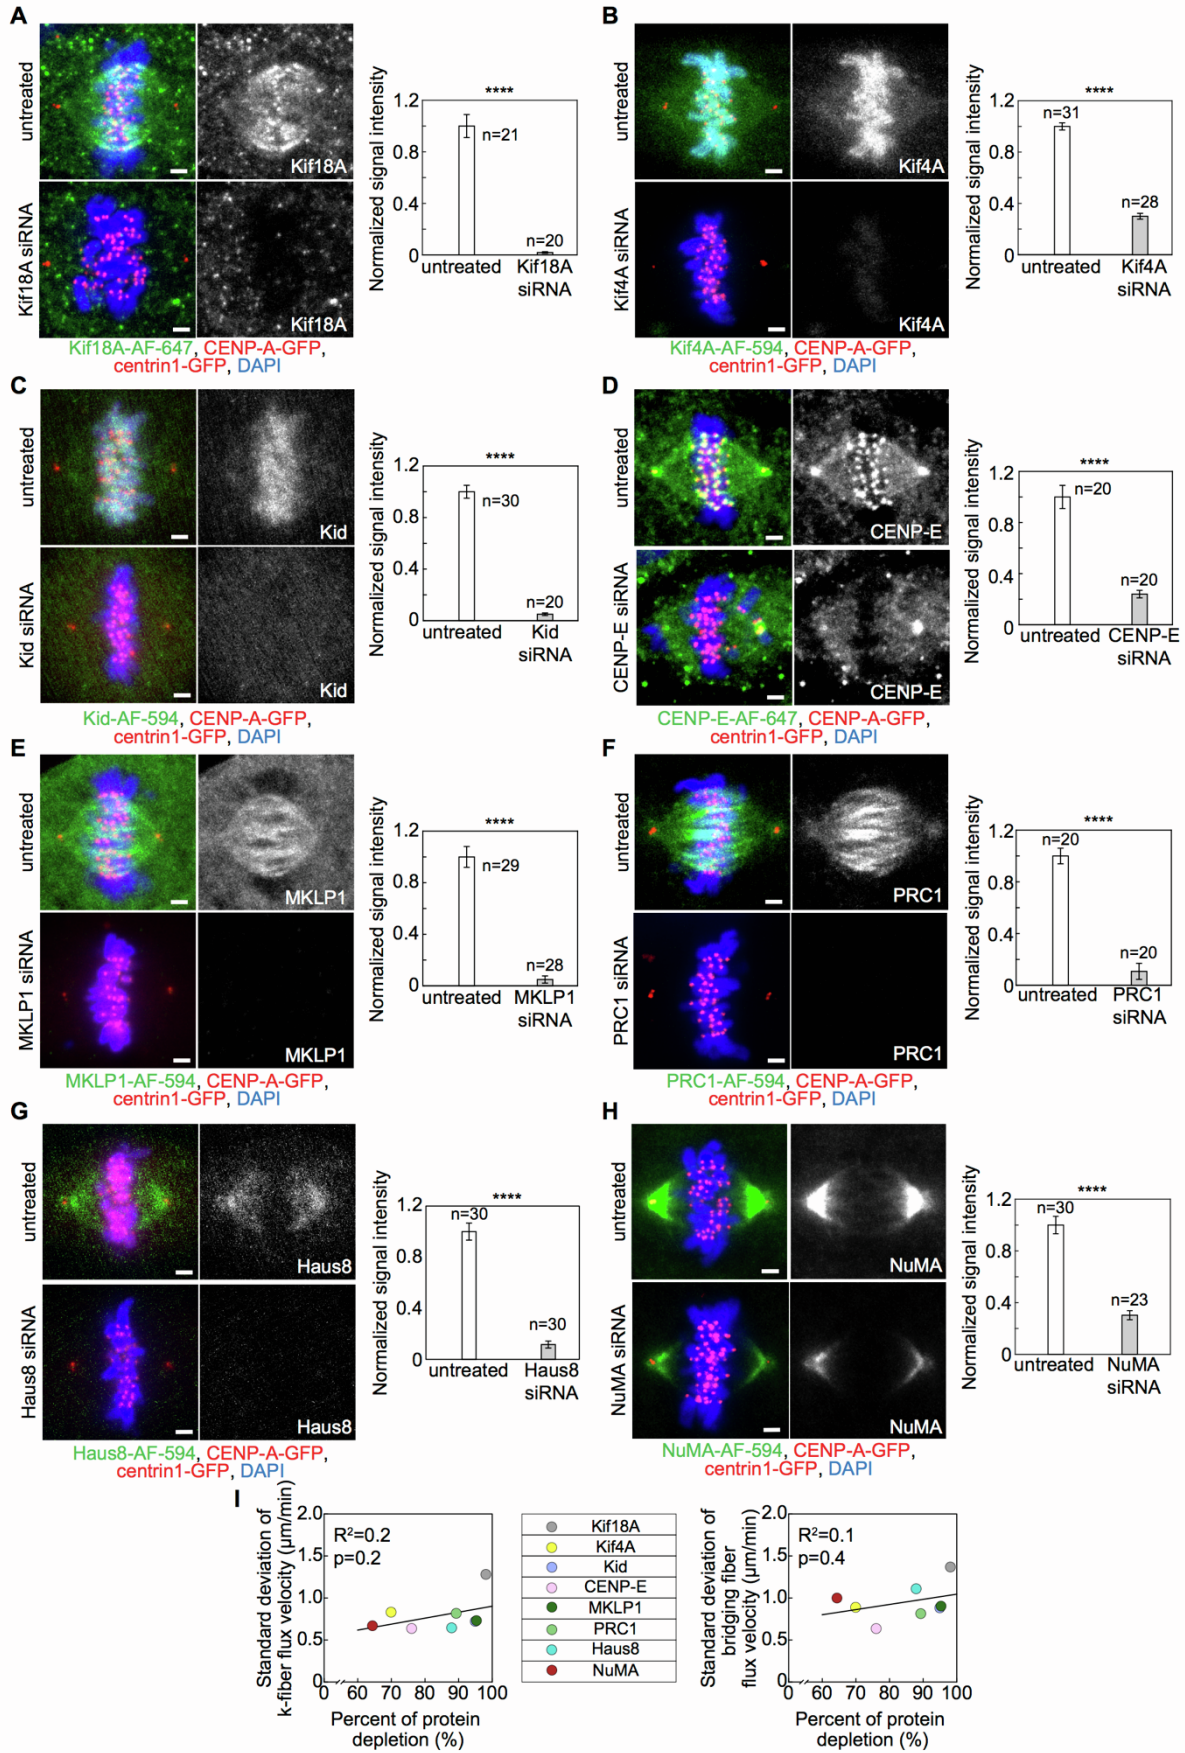 A
untreated
Kif18A
Kif18A siRNA
Kif18A
Kif18A-AF-647, CENP-A-GFP,
centrin1-GFP, DAPI
Normalized signal intensity
1.2
0.8
0.4
0
****
n=21
n=20
untreated Kif18A
siRNA
B
untreated
Kif4A
Kif4A siRNA
Kif4A
Kif4A-AF-594, CENP-A-GFP,
centrin1-GFP, DAPI
Normalized signal intensity
1.2
0.8
0.4
0
****
n=31
n=28
untreated Kif4A
siRNA
C
untreated
Kid
Kid siRNA
Kid
Kid-AF-594, CENP-A-GFP,
centrin1-GFP, DAPI
Normalized signal intensity
1.2
0.8
0.4
0
****
n=30
n=20
untreated Kid
siRNA
D
untreated
CENP-E
CENP-E siRNA
CENP-E
CENP-E-AF-647, CENP-A-GFP,
centrin1-GFP, DAPI
Normalized signal intensity
1.2
0.8
0.4
0
****
n=20
n=20
untreated CENP-E
siRNA
E
untreated
MKLP1
MKLP1 siRNA
MKLP1
MKLP1-AF-594, CENP-A-GFP,
centrin1-GFP, DAPI
Normalized signal intensity
1.2
0.8
0.4
0
****
n=29
n=28
untreated MKLP1
siRNA
F
untreated
PRC1
PRC1 siRNA
PRC1
PRC1-AF-594, CENP-A-GFP,
centrin1-GFP, DAPI
Normalized signal intensity
1.2
0.8
0.4
0
****
n=20
n=20
untreated PRC1
siRNA
G
untreated
Haus8
Haus8 siRNA
Haus8
Haus8-AF-594, CENP-A-GFP,
centrin1-GFP, DAPI
Normalized signal intensity
1.2
0.8
0.4
0
****
n=30
n=30
untreated Haus8
siRNA
H
untreated
NuMA
NuMA siRNA
NuMA
NuMA-AF-594, CENP-A-GFP,
centrin1-GFP, DAPI
Normalized signal intensity
1.2
0.8
0.4
0
****
n=30
n=23
untreated NuMA
siRNA
I
Standard deviation of
k-fiber flux velocity (µm/min)
2.0
1.5
1.0
0.5
0
R²=0.2
p=0.2
0 60 70 80 90 100
Percent of protein
depletion (%)
Kif18A
Kif4A
Kid
CENP-E
MKLP1
PRC1
Haus8
NuMA
Standard deviation of
bridging fiber
flux velocity (µm/min)
2.0
1.5
1.0
0.5
0
R²=0.1
p=0.4
0 60 70 80 90 100
Percent of protein
depletion (%)